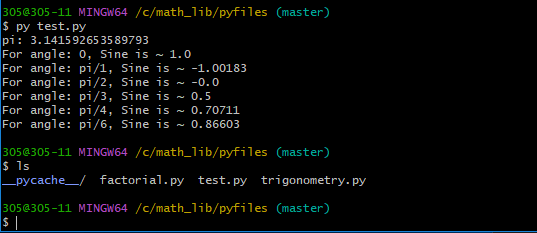 305@305-11 MINGW64 /c/math_lib/pyfiles (master)
$ py test.py
pi: 3.141592653589793
For angle: 0, Sine is ~ 1.0
For angle: pi/1, Sine is ~ -1.00183
For angle: pi/2, Sine is ~ -0.0
For angle: pi/3, Sine is ~ 0.5
For angle: pi/4, Sine is ~ 0.70711
For angle: pi/6, Sine is ~ 0.86603
305@305-11 MINGW64 /c/math_lib/pyfiles (master)
$ ls
__pycache__/  factorial.py  test.py  trigonometry.py
305@305-11 MINGW64 /c/math_lib/pyfiles (master)
$